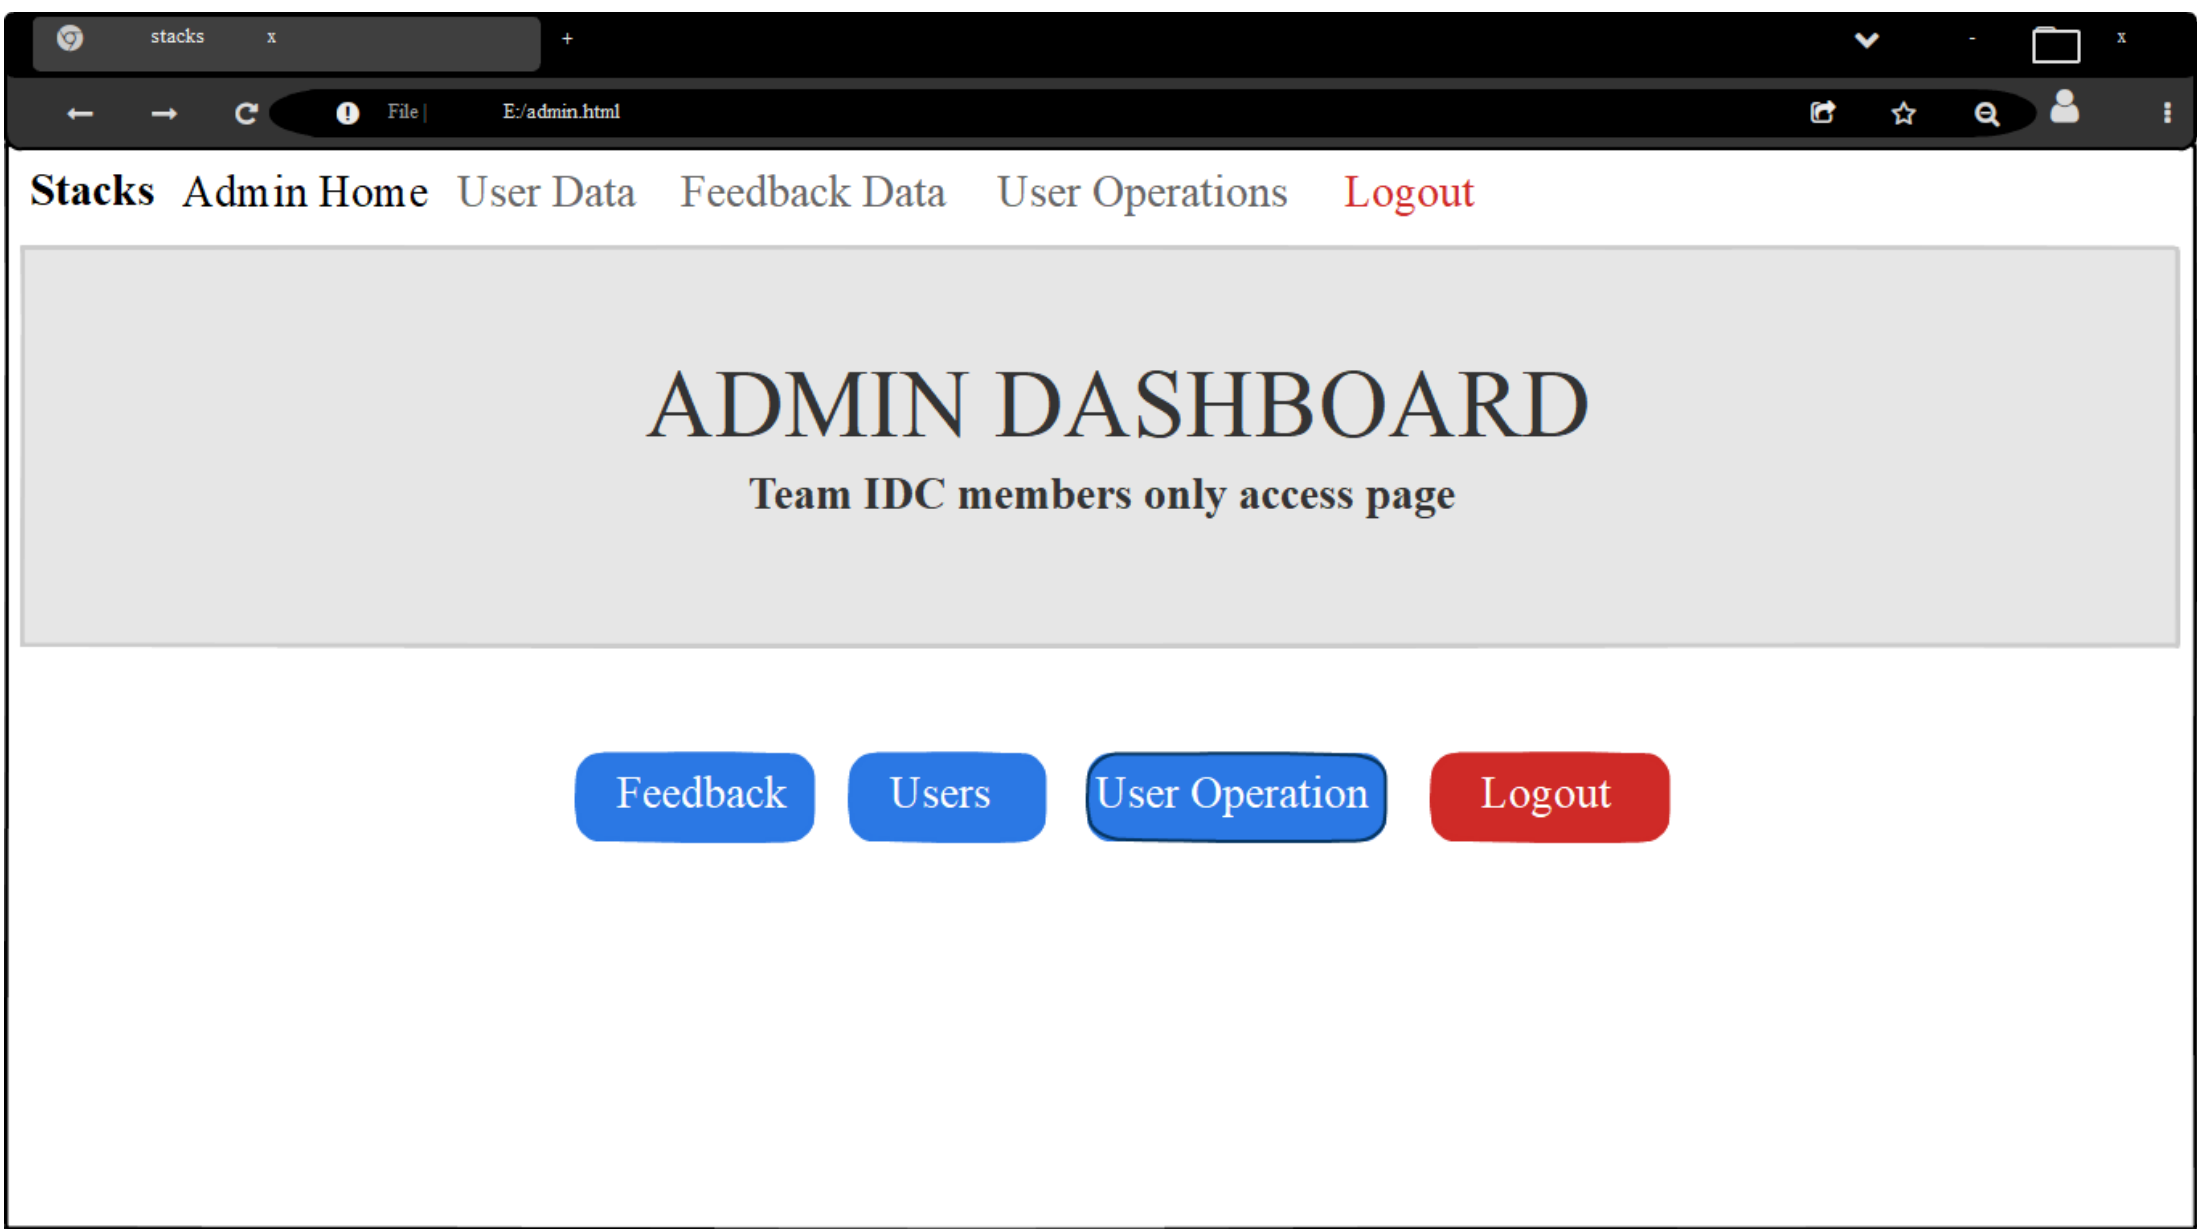 stacks x +
- x
File | E:/admin.html
Stacks Admin Home User Data Feedback Data User Operations Logout
ADMIN DASHBOARD
Team IDC members only access page
Feedback Users User Operation Logout